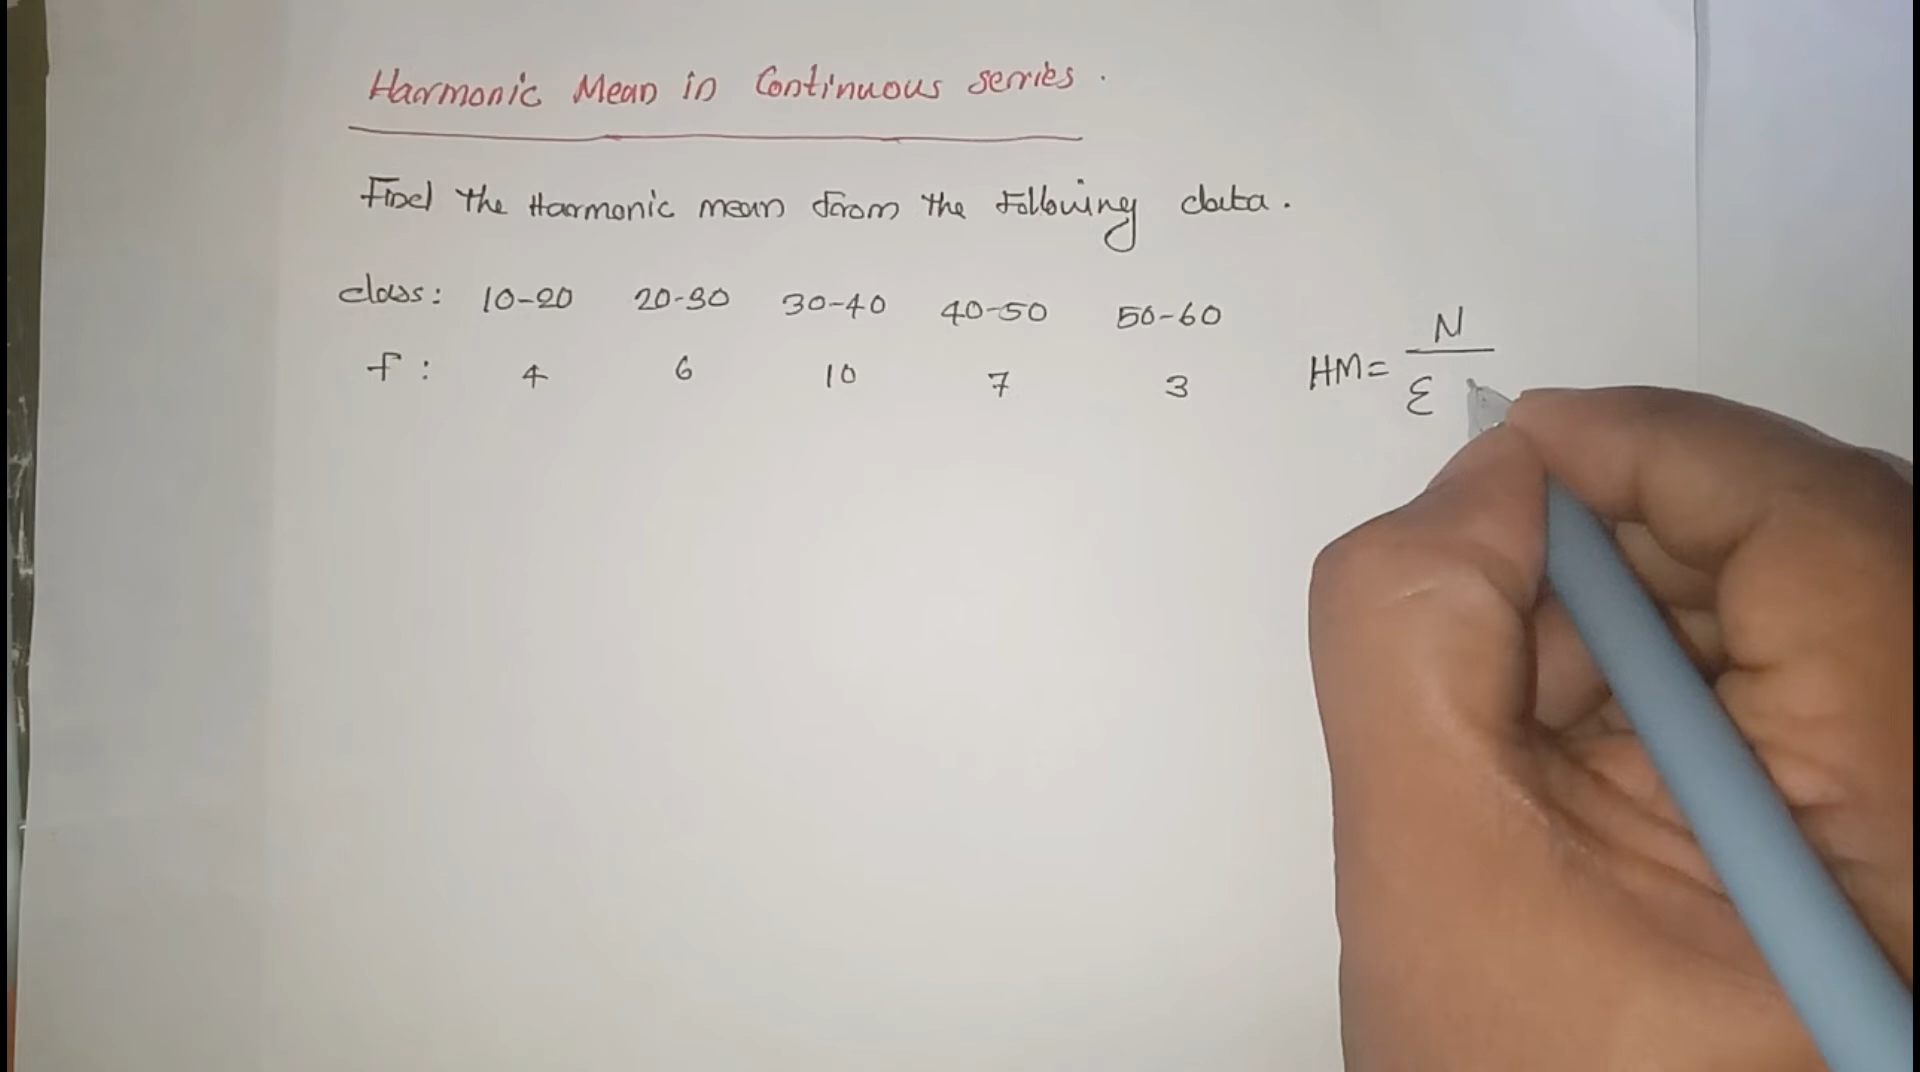 Harmonic Mean in Continuous series.
Find the Harmonic mean from the following data.
class: 10-20 20-30 30-40 40-50 50-60
f: 4 6 10 7 3
HM = N
Σ